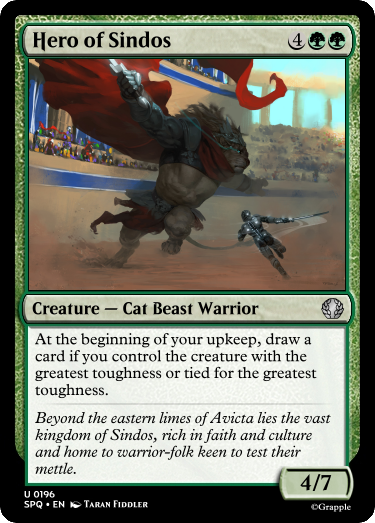 Hero of Sindos 4
Creature — Cat Beast Warrior
At the beginning of your upkeep, draw a
card if you control the creature with the
greatest toughness or tied for the greatest
toughness.
Beyond the eastern limes of Avicta lies the vast
kingdom of Sindos, rich in faith and culture
and home to warrior-folk keen to test their
mettle.
4/7
U 0196
SPQ • EN Taran Fiddler
©Grapple